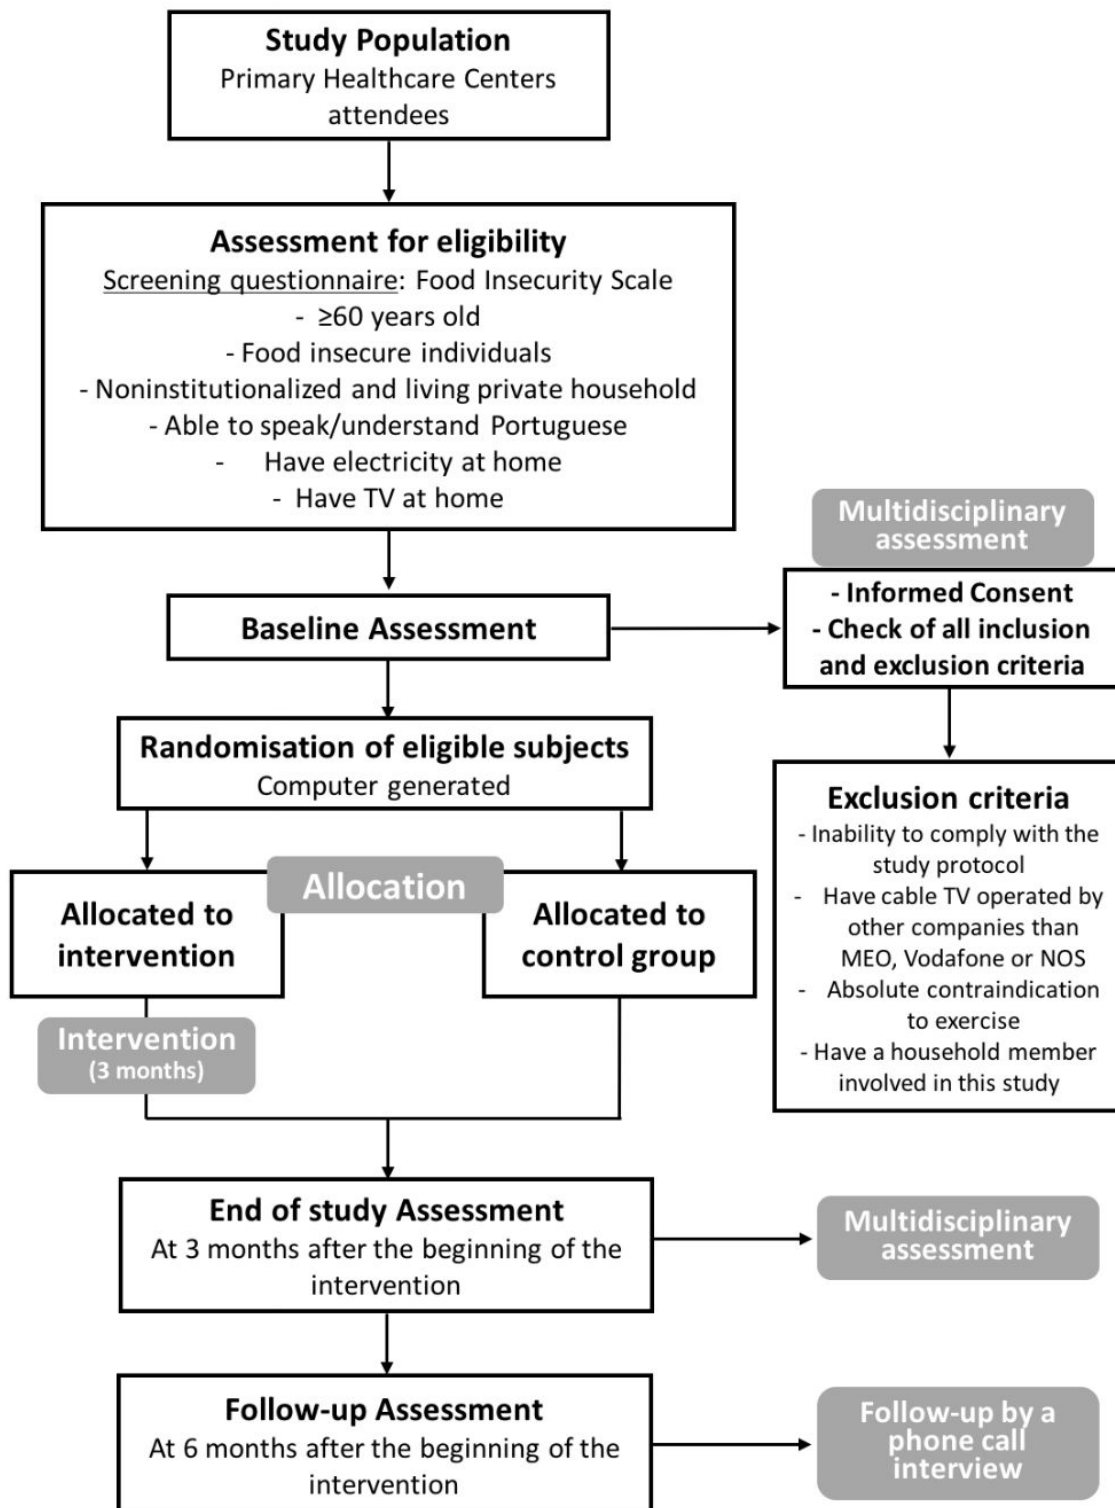 Study Population
Primary Healthcare Centers
attendees
Assessment for eligibility
Screening questionnaire: Food Insecurity Scale
- ≥60 years old
- Food insecure individuals
- Noninstitutionalized and living private household
- Able to speak/understand Portuguese
- Have electricity at home
- Have TV at home
Multidisciplinary
assessment
- Informed Consent
- Check of all inclusion
and exclusion criteria
Baseline Assessment
Randomisation of eligible subjects
Computer generated
Exclusion criteria
- Inability to comply with the
study protocol
- Have cable TV operated by
other companies than
MEO, Vodafone or NOS
- Absolute contraindication
to exercise
- Have a household member
involved in this study
Allocation
Allocated to
intervention
Allocated to
control group
Intervention
(3 months)
End of study Assessment
At 3 months after the beginning of the
intervention
Multidisciplinary
assessment
Follow-up Assessment
At 6 months after the beginning of the
intervention
Follow-up by a
phone call
interview